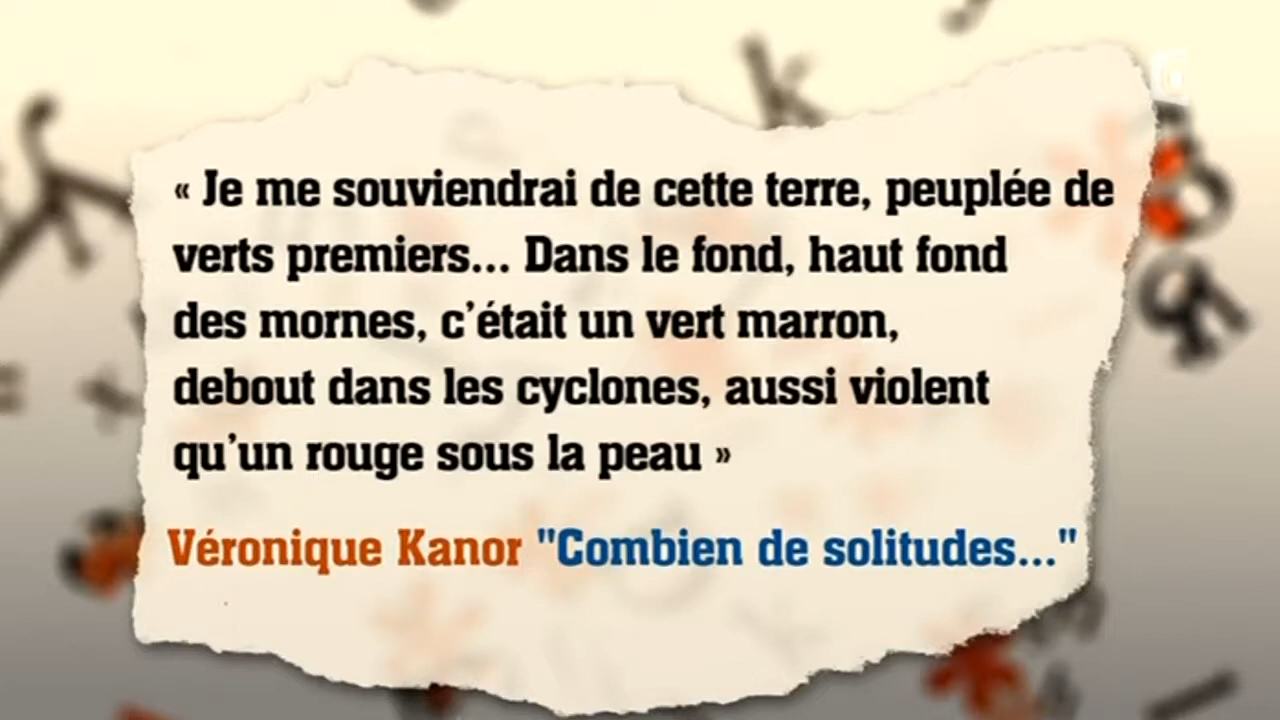 « Je me souviendrai de cette terre, peuplée de
verts premiers... Dans le fond, haut fond
des mornes, c'était un vert marron,
debout dans les cyclones, aussi violent
qu'un rouge sous la peau »
Véronique Kanor "Combien de solitudes..."